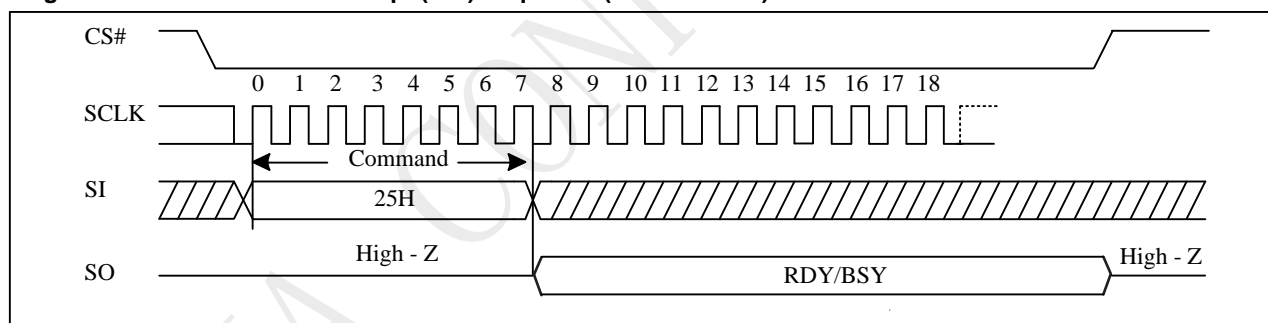 CS#
0 1 2 3 4 5 6 7 8 9 10 11 12 13 14 15 16 17 18
SCLK
Command
SI
25H
High - Z
High - Z
SO
RDY/BSY